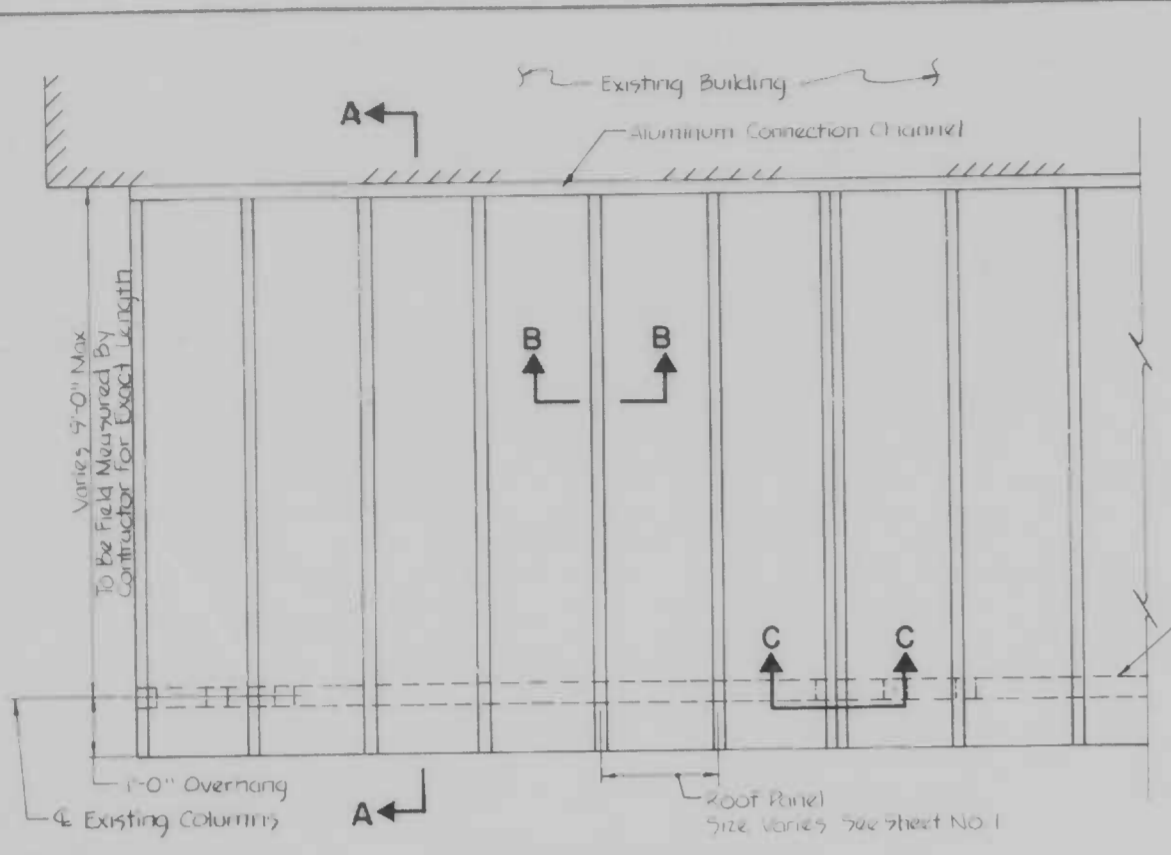 Existing Building
A
Aluminum Connection Channel
B B
Varies 9'-0" Max
To Be Field Measured By
Contractor For Exact Length
C C
1'-0" Overhang
℄ Existing Columns
A
Roof Panel
Size Varies See Sheet No. 1